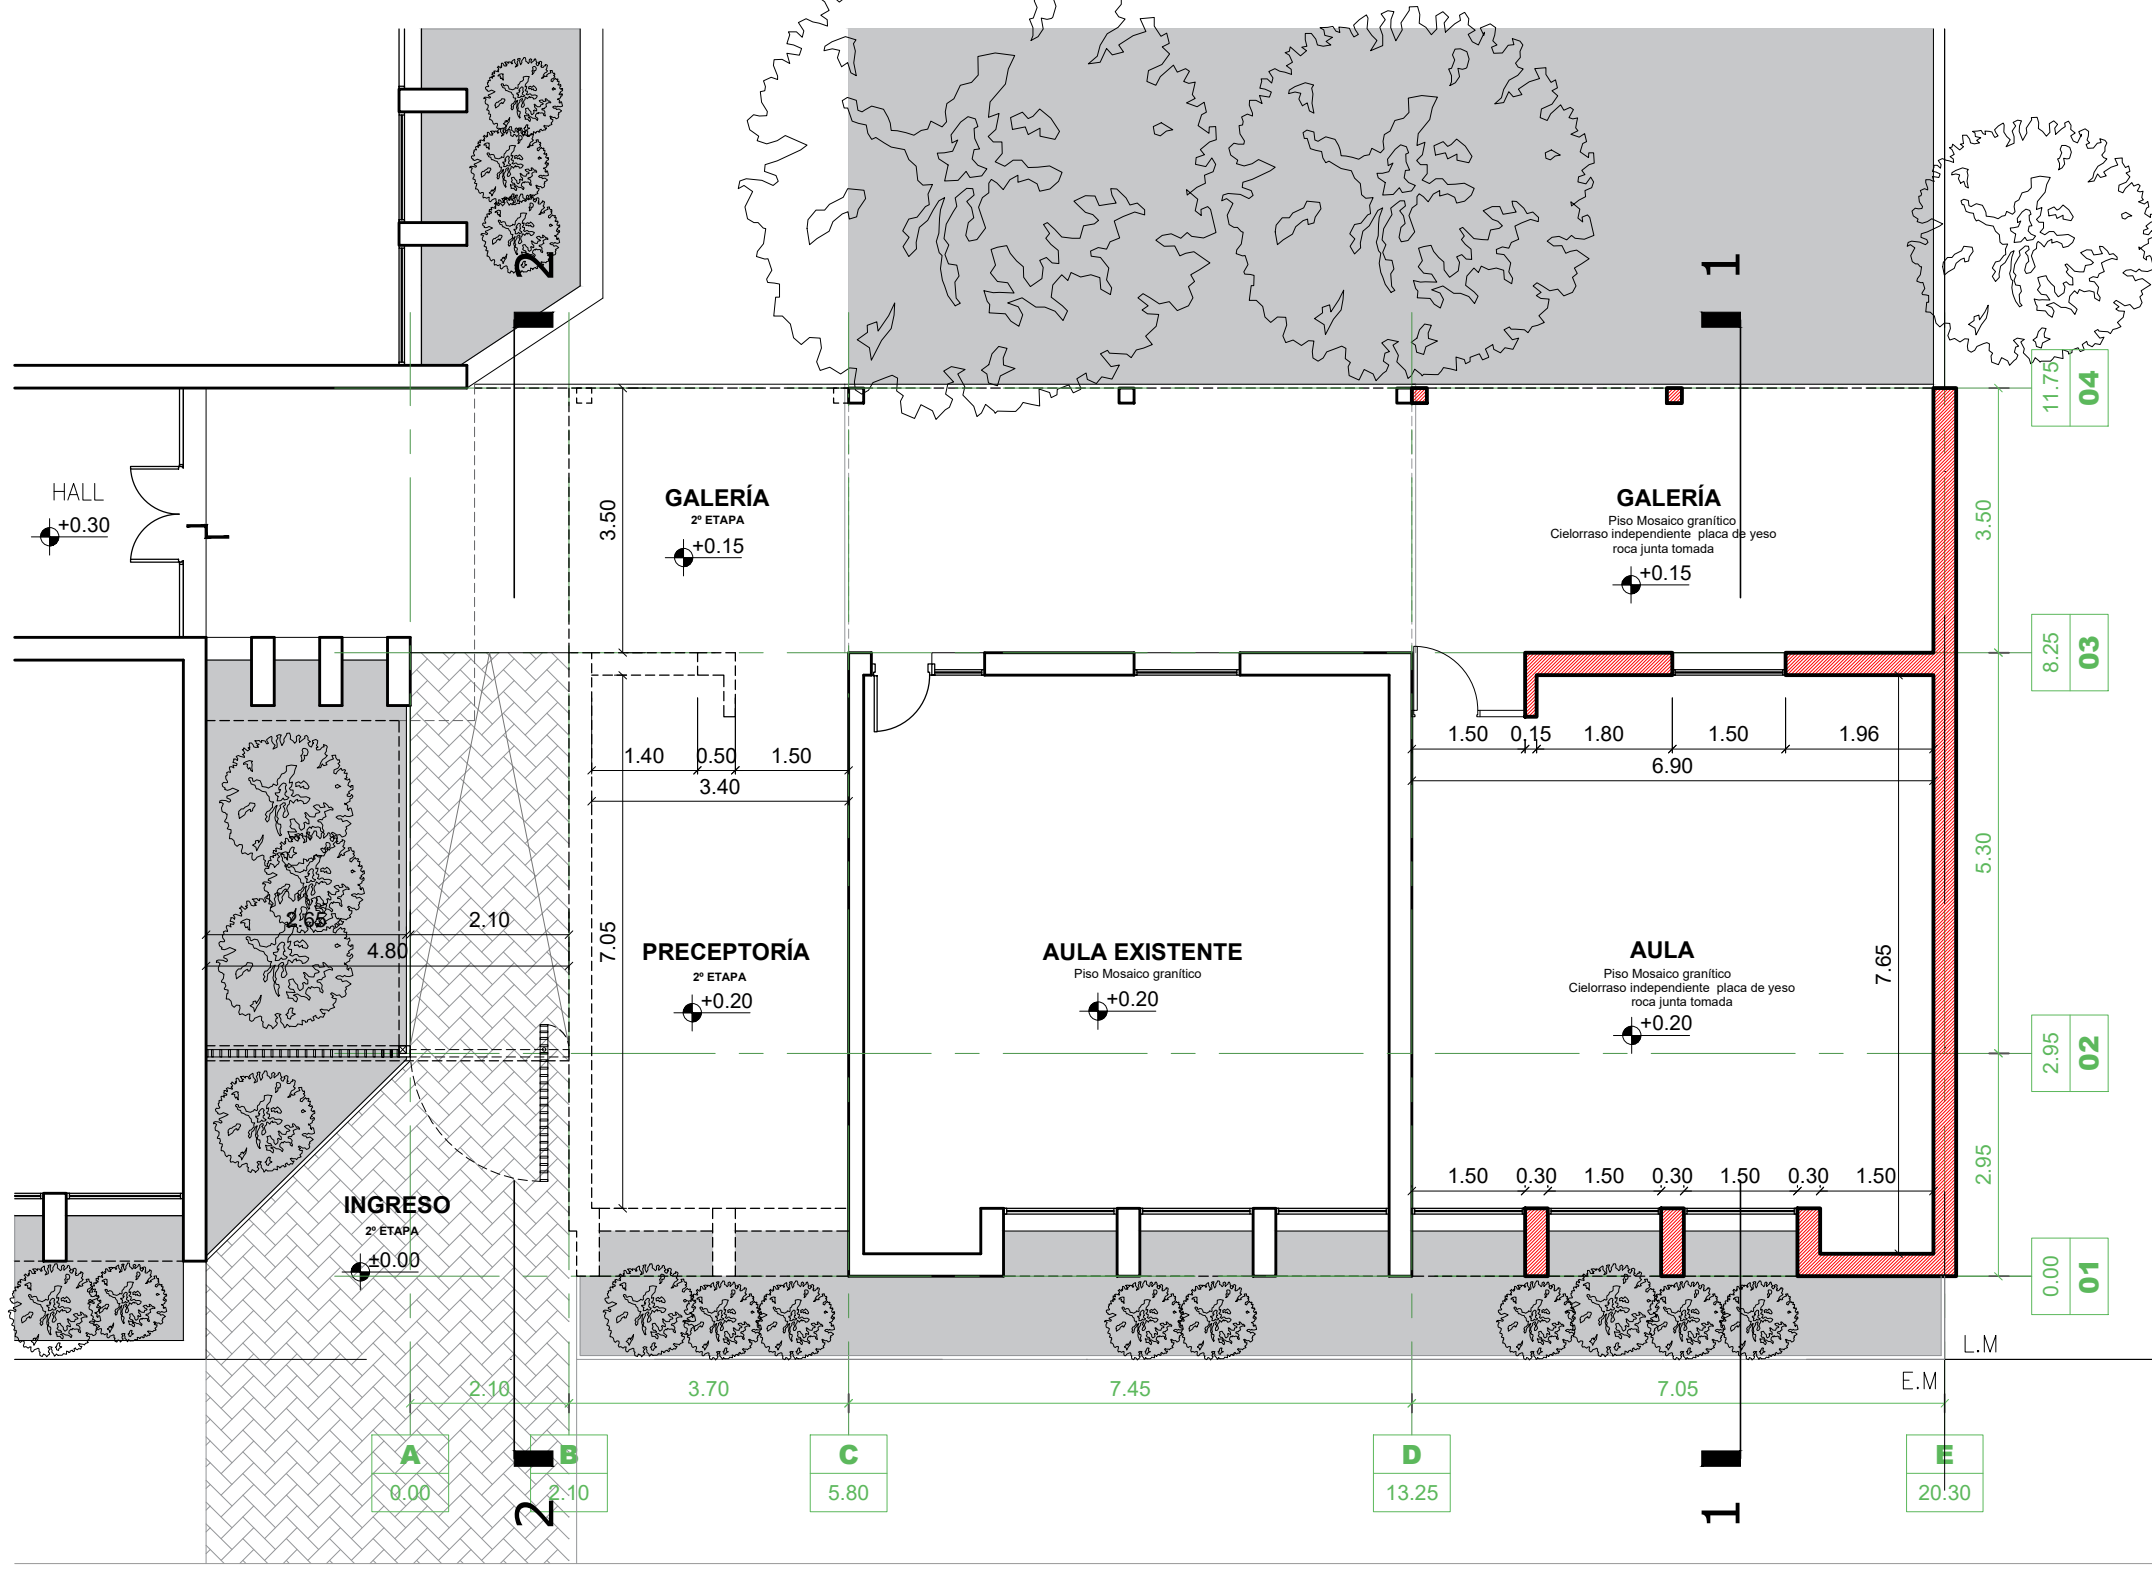 2
1
11.75
04
HALL
+0.30
3.50
GALERÍA
2º ETAPA
+0.15
GALERÍA
Piso Mosaico granítico
Cielorraso independiente placa de yeso
roca junta tomada
+0.15
3.50
8.25
03
1.40 0.50 1.50
3.40
1.50 0.15 1.80 1.50 1.96
6.90
5.30
2.65 2.10
4.80
7.05
PRECEPTORÍA
2º ETAPA
+0.20
AULA EXISTENTE
Piso Mosaico granítico
+0.20
AULA
Piso Mosaico granítico
Cielorraso independiente placa de yeso
roca junta tomada
+0.20
7.65
2.95
02
1.50 0.30 1.50 0.30 1.50 0.30 1.50
2.95
INGRESO
2º ETAPA
±0.00
0.00
01
L.M
E.M
2.10 3.70 7.45 7.05
A B C D E
0.00 2.10 5.80 13.25 20.30
2
1